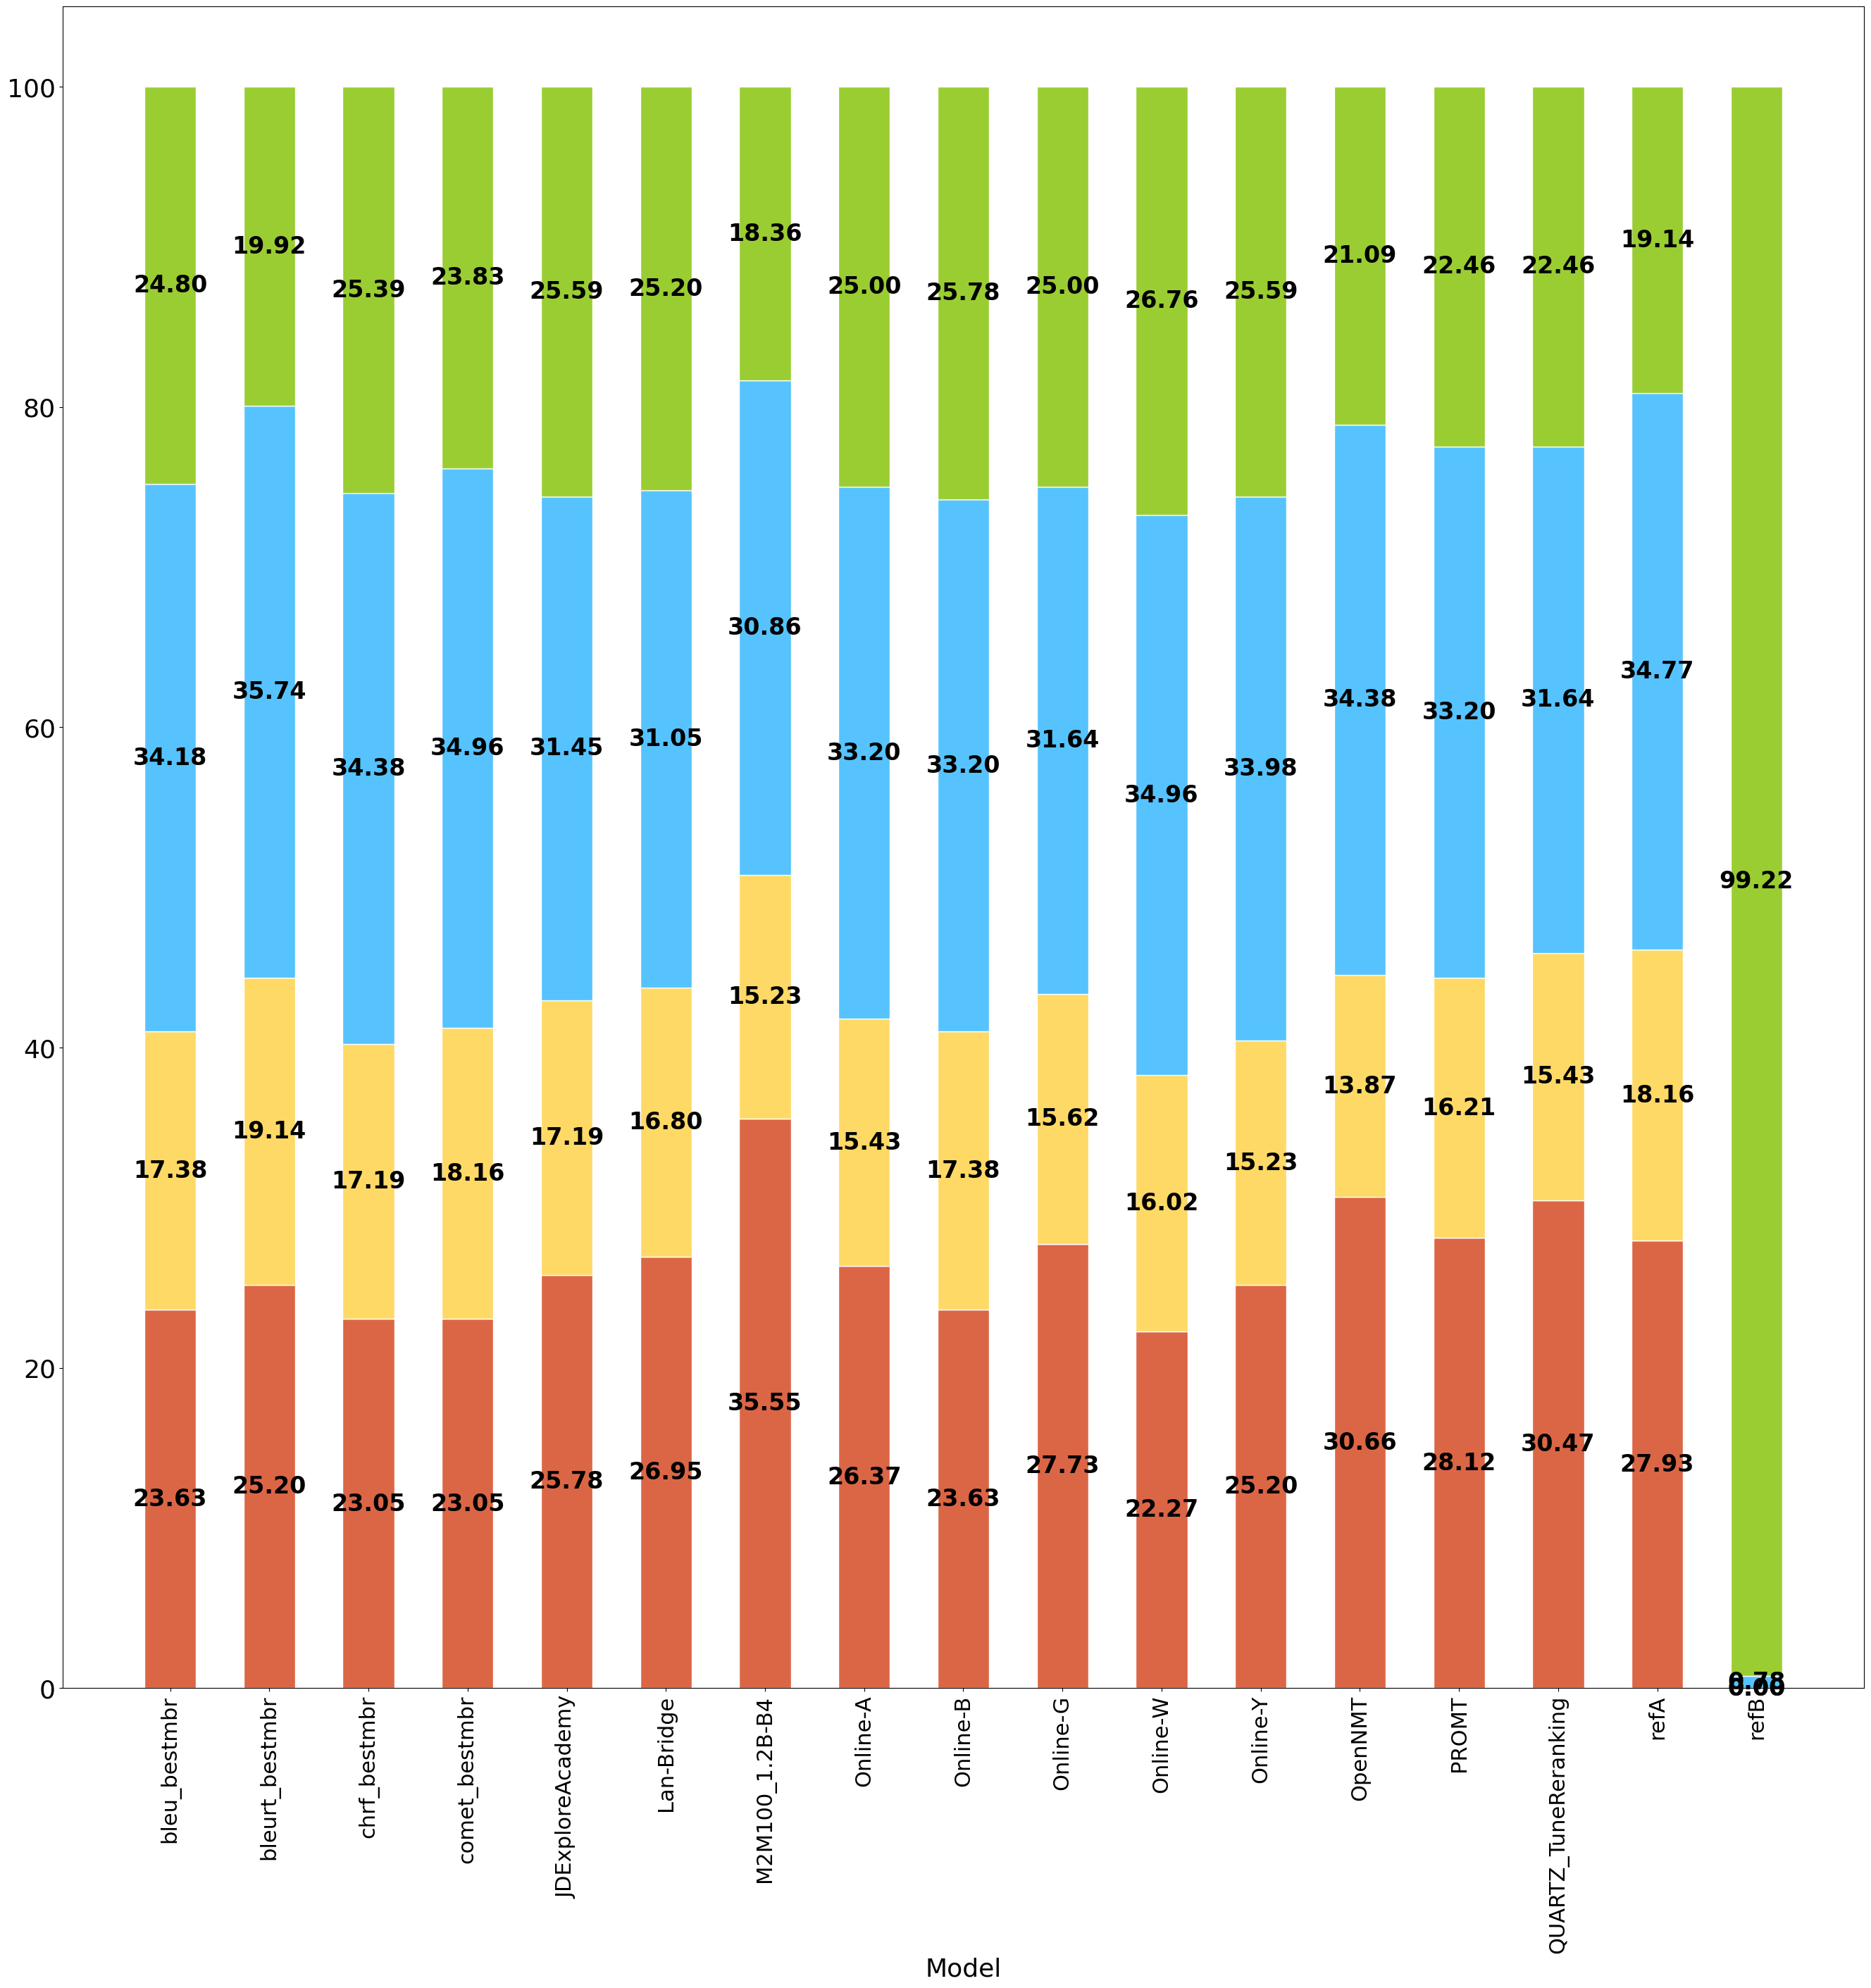 100
80
60
40
20
0
24.80 19.92 25.39 23.83 25.59 25.20 18.36 25.00 25.78 25.00 26.76 25.59 21.09 22.46 22.46 19.14 99.22
34.18 35.74 34.38 34.96 31.45 31.05 30.86 33.20 33.20 31.64 34.96 33.98 34.38 33.20 31.64 34.77 0.78
17.38 19.14 17.19 18.16 17.19 16.80 15.23 15.43 17.38 15.62 16.02 15.23 13.87 16.21 15.43 18.16 0.00
23.63 25.20 23.05 23.05 25.78 26.95 35.55 26.37 23.63 27.73 22.27 25.20 30.66 28.12 30.47 27.93
bleu_bestmbr
bleurt_bestmbr
chrf_bestmbr
comet_bestmbr
JDExploreAcademy
Lan-Bridge
M2M100_1.2B-B4
Online-A
Online-B
Online-G
Online-W
Online-Y
OpenNMT
PROMT
QUARTZ_TuneReranking
refA
refB
Model